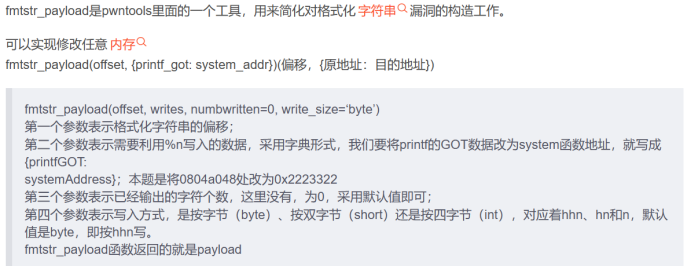 fmtstr_payload是pwntools里面的一个工具，用来简化对格式化字符串漏洞的构造工作。
可以实现修改任意内存
fmtstr_payload(offset, {printf_got: system_addr})(偏移，{原地址：目的地址})
fmtstr_payload(offset, writes, numbwritten=0, write_size=‘byte’)
第一个参数表示格式化字符串的偏移；
第二个参数表示需要利用%n写入的数据，采用字典形式，我们要将printf的GOT数据改为system函数地址，就写成
{printfGOT:
systemAddress}；本题是将0804a048处改为0x2223322
第三个参数表示已经输出的字符个数，这里没有，为0，采用默认值即可；
第四个参数表示写入方式，是按字节（byte）、按双字节（short）还是按四字节（int），对应着hhn、hn和n，默认
值是byte，即按hhn写。
fmtstr_payload函数返回的就是payload